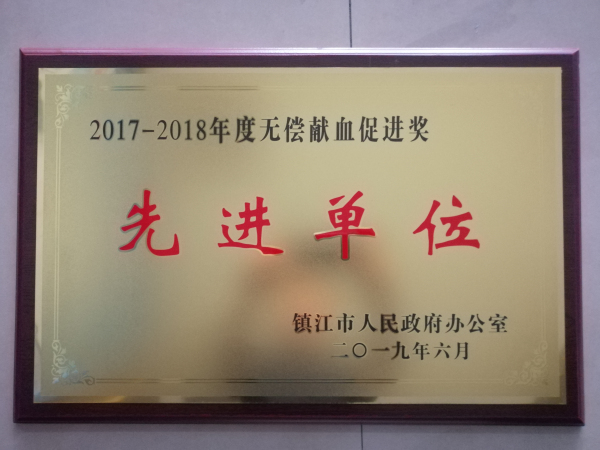 2017-2018年度无偿献血促进奖
先进单位
镇江市人民政府办公室
二〇一九年六月